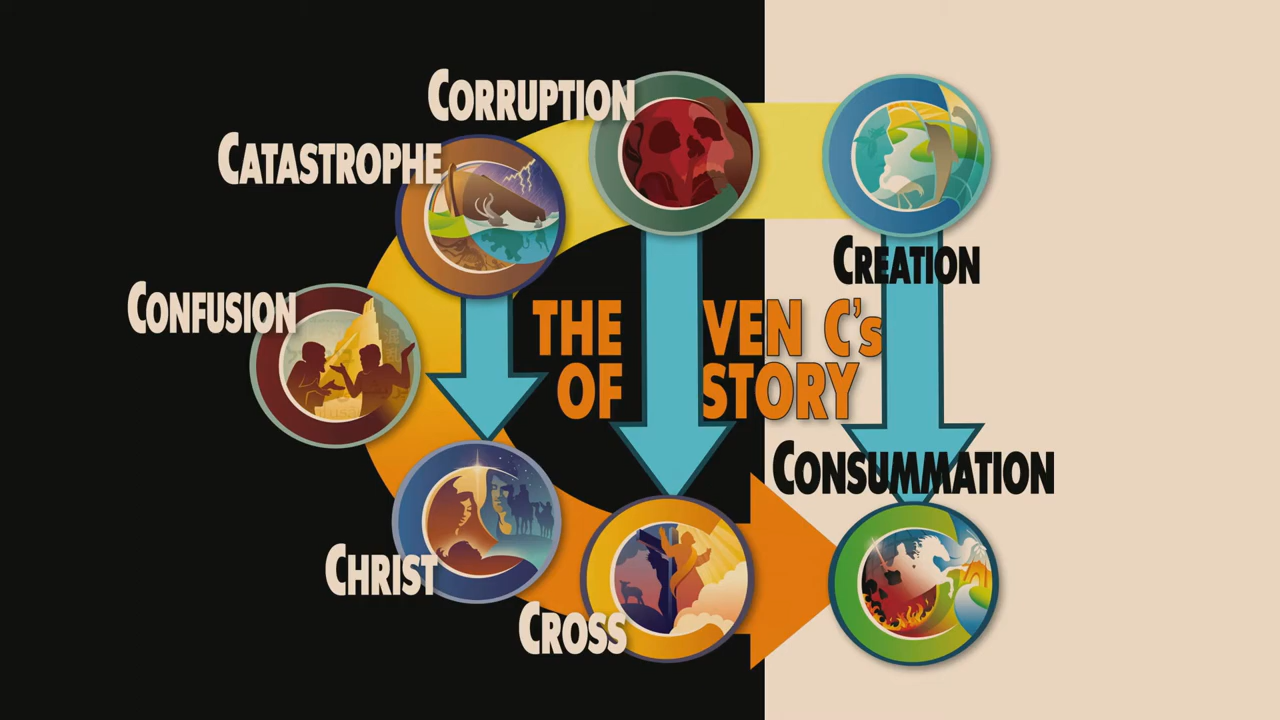 CORRUPTION
CATASTROPHE
CREATION
CONFUSION
THE VEN C's
OF STORY
CONSUMMATION
CHRIST
CROSS